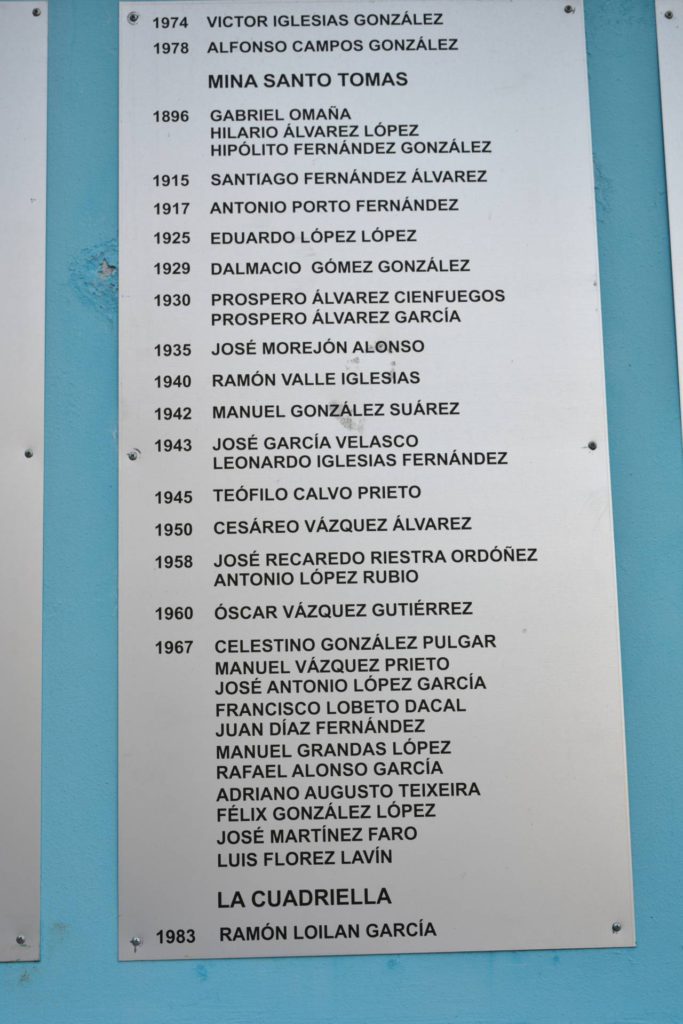 1974 VICTOR IGLESIAS GONZÁLEZ
1978 ALFONSO CAMPOS GONZÁLEZ
MINA SANTO TOMAS
1896 GABRIEL OMAÑA
HILARIO ÁLVAREZ LÓPEZ
HIPÓLITO FERNÁNDEZ GONZÁLEZ
1915 SANTIAGO FERNÁNDEZ ÁLVAREZ
1917 ANTONIO PORTO FERNÁNDEZ
1925 EDUARDO LÓPEZ LÓPEZ
1929 DALMACIO GÓMEZ GONZÁLEZ
1930 PROSPERO ÁLVAREZ CIENFUEGOS
PROSPERO ÁLVAREZ GARCÍA
1935 JOSÉ MOREJÓN ALONSO
1940 RAMÓN VALLE IGLESIAS
1942 MANUEL GONZÁLEZ SUÁREZ
1943 JOSÉ GARCÍA VELASCO
LEONARDO IGLESIAS FERNÁNDEZ
1945 TEÓFILO CALVO PRIETO
1950 CESÁREO VÁZQUEZ ÁLVAREZ
1958 JOSÉ RECAREDO RIESTRA ORDÓÑEZ
ANTONIO LÓPEZ RUBIO
1960 ÓSCAR VÁZQUEZ GUTIÉRREZ
1967 CELESTINO GONZÁLEZ PULGAR
MANUEL VÁZQUEZ PRIETO
JOSÉ ANTONIO LÓPEZ GARCÍA
FRANCISCO LOBETO DACAL
JUAN DÍAZ FERNÁNDEZ
MANUEL GRANDAS LÓPEZ
RAFAEL ALONSO GARCÍA
ADRIANO AUGUSTO TEIXEIRA
FÉLIX GONZÁLEZ LÓPEZ
JOSÉ MARTÍNEZ FARO
LUIS FLOREZ LAVÍN
LA CUADRIELLA
1983 RAMÓN LOILAN GARCÍA